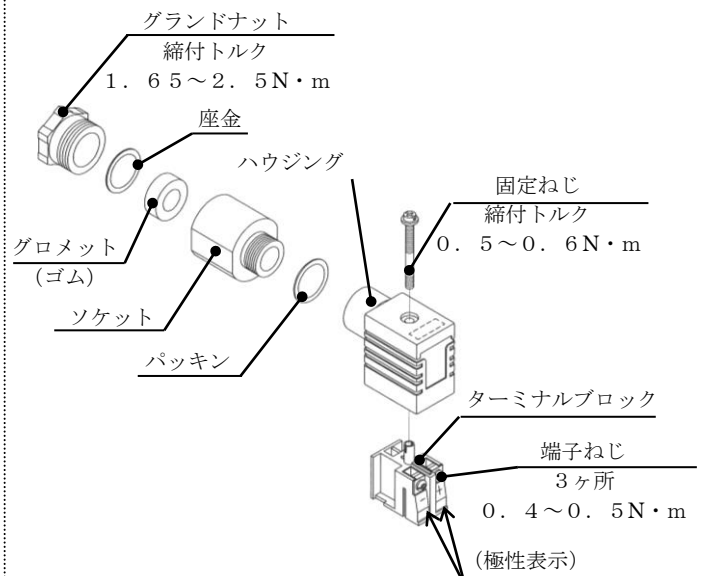 グランドナット
締付トルク
１．６５～２．５Ｎ・ｍ
座金
ハウジング
固定ねじ
締付トルク
０．５～０．６Ｎ・ｍ
グロメット
（ゴム）
ソケット
パッキン
ターミナルブロック
端子ねじ
３ヶ所
０．４～０．５Ｎ・ｍ
－
＋
（極性表示）